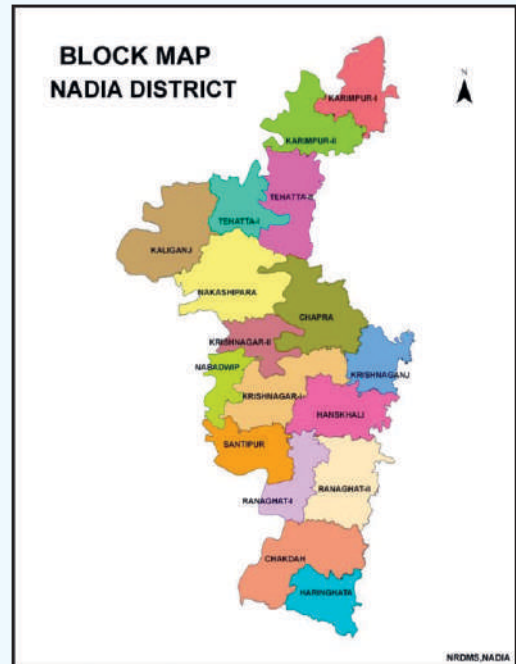 BLOCK MAP
NADIA DISTRICT
N
KARIMPUR-I
KARIMPUR-II
TEHATTA-II
TEHATTA-I
KALIGANJ
NAKASHIPARA
CHAPRA
KRISHNAGAR-II
NABADWIP
KRISHNAGANJ
KRISHNAGAR-I
HANSKHALI
SANTIPUR
RANAGHAT-II
RANAGHAT-I
CHAKDAH
HARINGHATA
NRDMS,NADIA